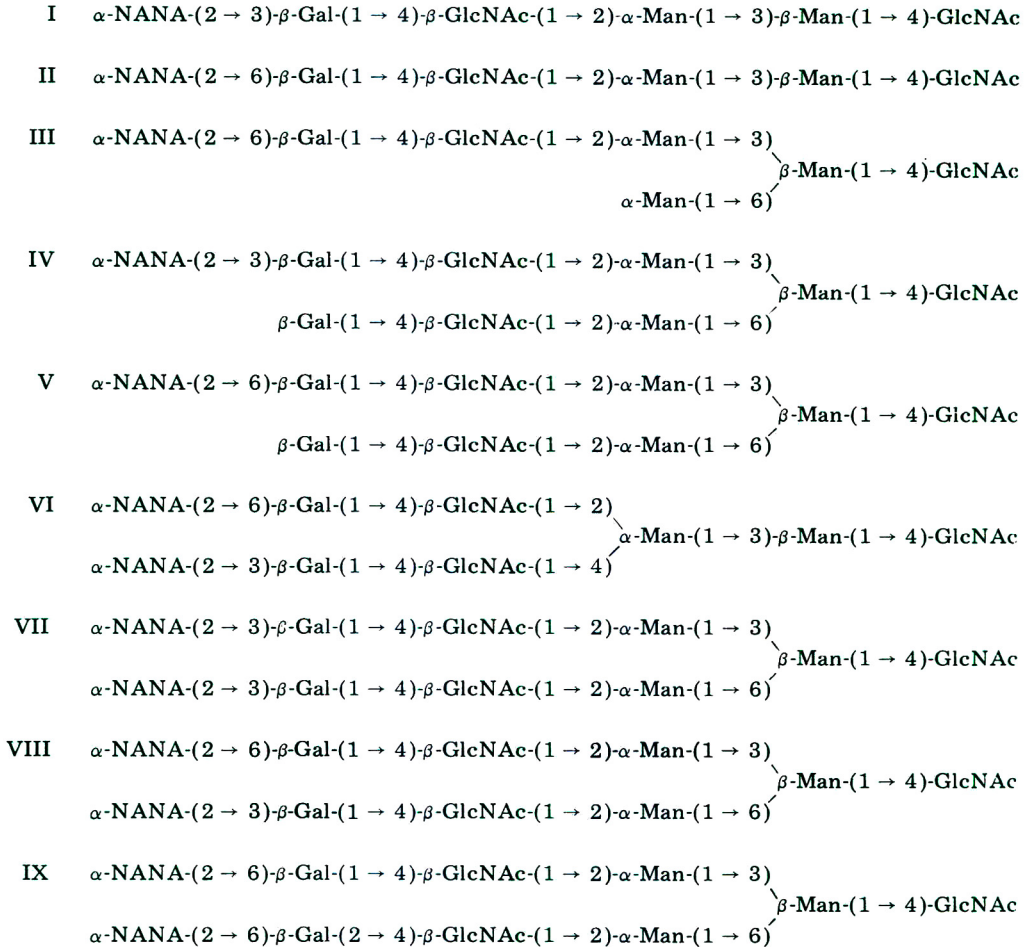 I α-NANA-(2 → 3)-β-Gal-(1 → 4)-β-GlcNAc-(1 → 2)-α-Man-(1 → 3)-β-Man-(1 → 4)-GlcNAc
II α-NANA-(2 → 6)-β-Gal-(1 → 4)-β-GlcNAc-(1 → 2)-α-Man-(1 → 3)-β-Man-(1 → 4)-GlcNAc
III α-NANA-(2 → 6)-β-Gal-(1 → 4)-β-GlcNAc-(1 → 2)-α-Man-(1 → 3)
β-Man-(1 → 4)-GlcNAc
α-Man-(1 → 6)
IV α-NANA-(2 → 3)-β-Gal-(1 → 4)-β-GlcNAc-(1 → 2)-α-Man-(1 → 3)
β-Man-(1 → 4)-GlcNAc
β-Gal-(1 → 4)-β-GlcNAc-(1 → 2)-α-Man-(1 → 6)
V α-NANA-(2 → 6)-β-Gal-(1 → 4)-β-GlcNAc-(1 → 2)-α-Man-(1 → 3)
β-Man-(1 → 4)-GlcNAc
β-Gal-(1 → 4)-β-GlcNAc-(1 → 2)-α-Man-(1 → 6)
VI α-NANA-(2 → 6)-β-Gal-(1 → 4)-β-GlcNAc-(1 → 2)
α-Man-(1 → 3)-β-Man-(1 → 4)-GlcNAc
α-NANA-(2 → 3)-β-Gal-(1 → 4)-β-GlcNAc-(1 → 4)
VII α-NANA-(2 → 3)-β-Gal-(1 → 4)-β-GlcNAc-(1 → 2)-α-Man-(1 → 3)
β-Man-(1 → 4)-GlcNAc
α-NANA-(2 → 3)-β-Gal-(1 → 4)-β-GlcNAc-(1 → 2)-α-Man-(1 → 6)
VIII α-NANA-(2 → 6)-β-Gal-(1 → 4)-β-GlcNAc-(1 → 2)-α-Man-(1 → 3)
β-Man-(1 → 4)-GlcNAc
α-NANA-(2 → 3)-β-Gal-(1 → 4)-β-GlcNAc-(1 → 2)-α-Man-(1 → 6)
IX α-NANA-(2 → 6)-β-Gal-(1 → 4)-β-GlcNAc-(1 → 2)-α-Man-(1 → 3)
β-Man-(1 → 4)-GlcNAc
α-NANA-(2 → 6)-β-Gal-(2 → 4)-β-GlcNAc-(1 → 2)-α-Man-(1 → 6)